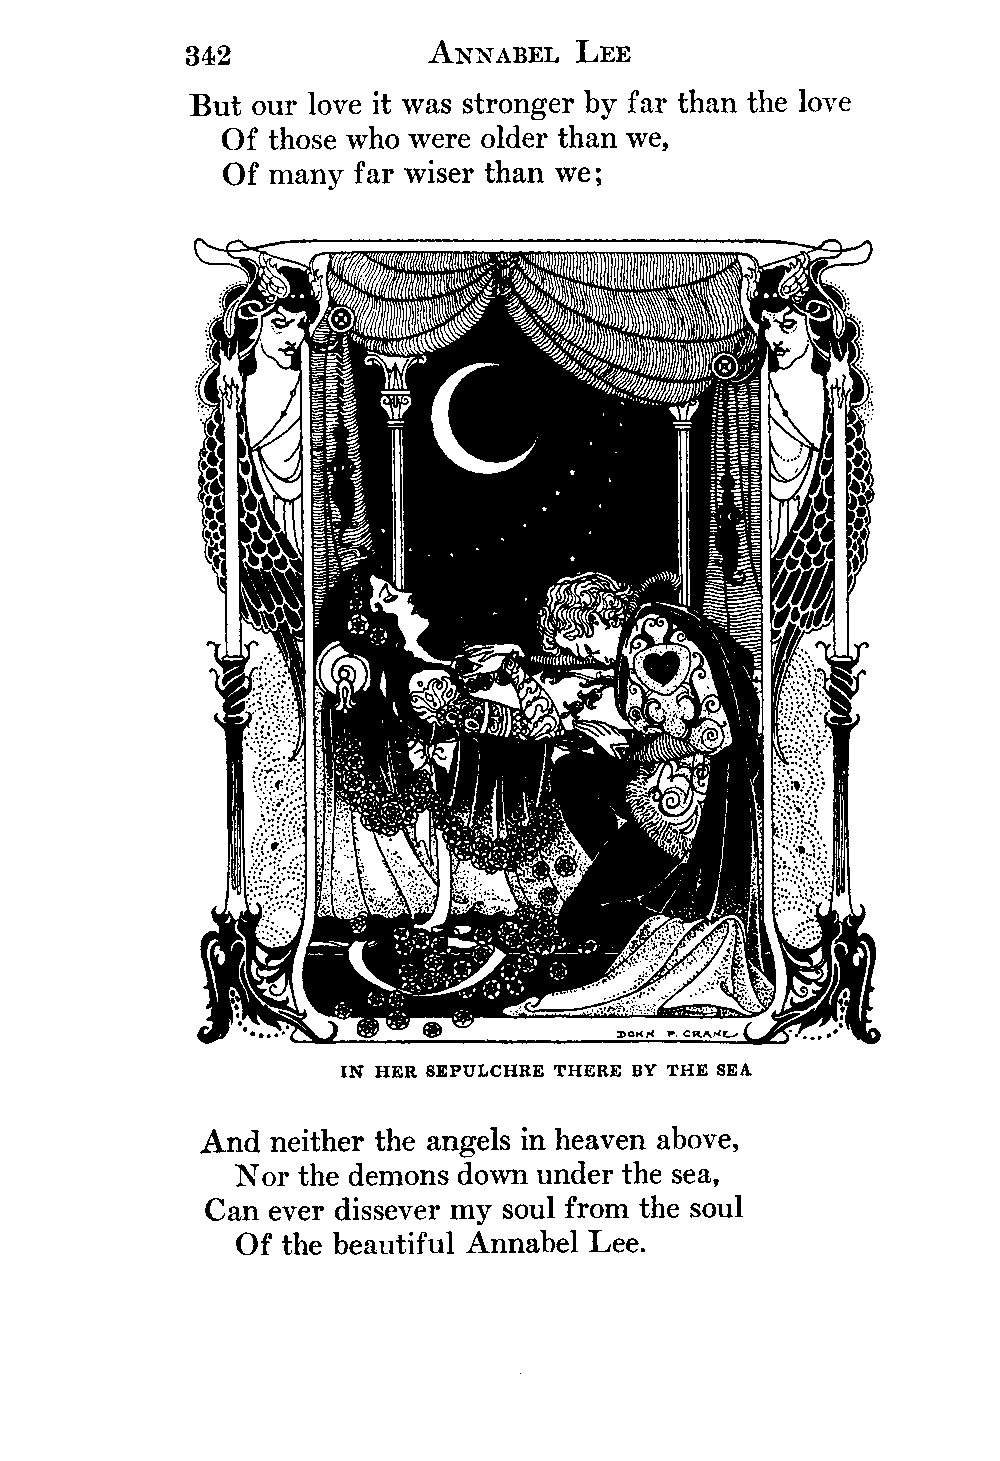 342 ANNABEL LEE
But our love it was stronger by far than the love
Of those who were older than we,
Of many far wiser than we;
DONN P. CRANE
IN HER SEPULCHRE THERE BY THE SEA
And neither the angels in heaven above,
Nor the demons down under the sea,
Can ever dissever my soul from the soul
Of the beautiful Annabel Lee.